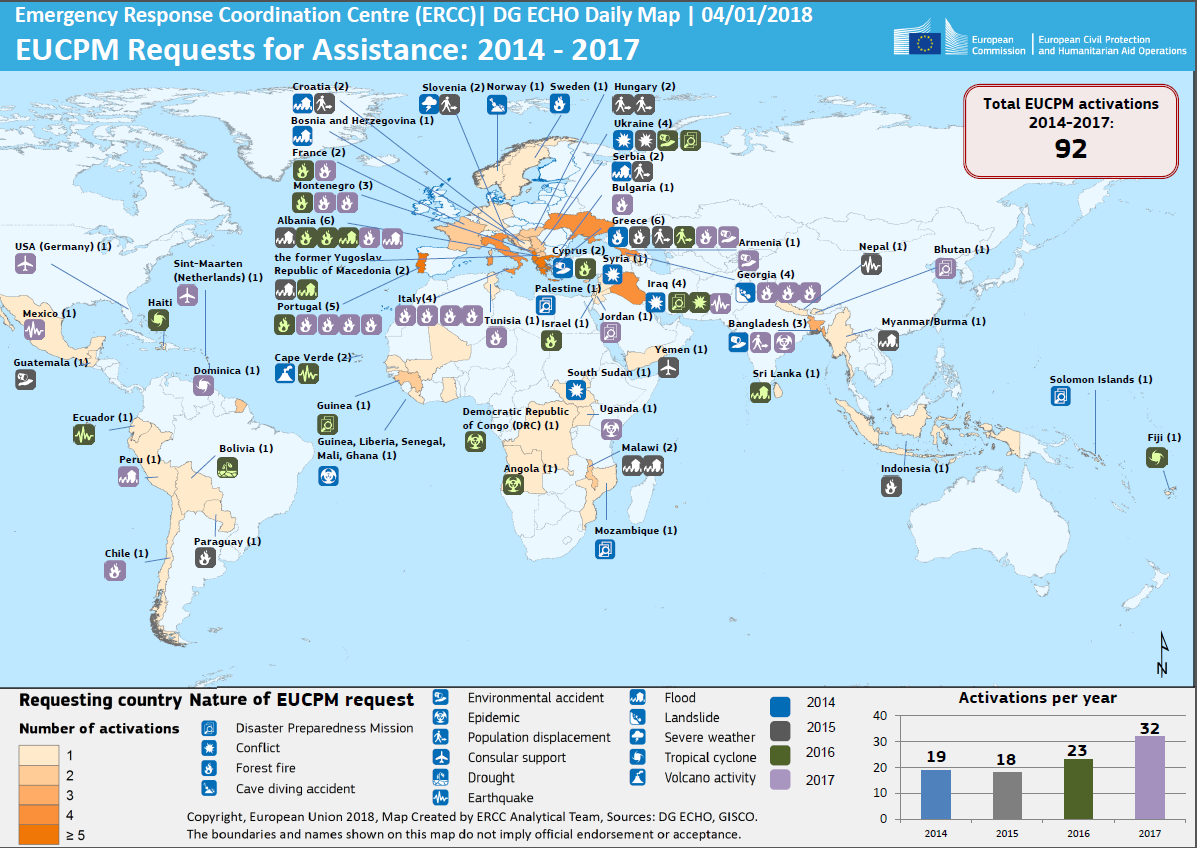 Emergency Response Coordination Centre (ERCC)| DG ECHO Daily Map | 04/01/2018
EUCPM Requests for Assistance: 2014 - 2017
European
Commission
European Civil Protection
and Humanitarian Aid Operations
Total EUCPM activations
2014-2017:
92
Croatia (2)
Slovenia (2)
Norway (1)
Sweden (1)
Hungary (2)
Bosnia and Herzegovina (1)
Ukraine (4)
France (2)
Serbia (2)
Montenegro (3)
Bulgaria (1)
Albania (6)
Greece (6)
USA (Germany) (1)
the former Yugoslav
Republic of Macedonia (2)
Cyprus (2)
Syria (1)
Armenia (1)
Nepal (1)
Bhutan (1)
Sint-Maarten
(Netherlands) (1)
Georgia (4)
Iraq (4)
Palestine (1)
Haiti
Portugal (5)
Italy(4)
Mexico (1)
Tunisia (1)
Israel (1)
Jordan (1)
Bangladesh (3)
Myanmar/Burma (1)
Guatemala (1)
Dominica (1)
Cape Verde (2)
Yemen (1)
South Sudan (1)
Sri Lanka (1)
Solomon Islands (1)
Ecuador (1)
Guinea (1)
Democratic Republic
of Congo (DRC) (1)
Uganda (1)
Fiji (1)
Guinea, Liberia, Senegal,
Mali, Ghana (1)
Peru (1)
Bolivia (1)
Angola (1)
Malawi (2)
Indonesia (1)
Mozambique (1)
Chile (1)
Paraguay (1)
N
Requesting country
Number of activations
1
2
3
4
≥ 5
Nature of EUCPM request
Disaster Preparedness Mission
Conflict
Forest fire
Cave diving accident
Environmental accident
Epidemic
Population displacement
Consular support
Drought
Earthquake
Flood
Landslide
Severe weather
Tropical cyclone
Volcano activity
2014
2015
2016
2017
Copyright, European Union 2018, Map Created by ERCC Analytical Team, Sources: DG ECHO, GISCO.
The boundaries and names shown on this map do not imply official endorsement or acceptance.
Activations per year
40
30
20
10
0
19
18
23
32
2014
2015
2016
2017